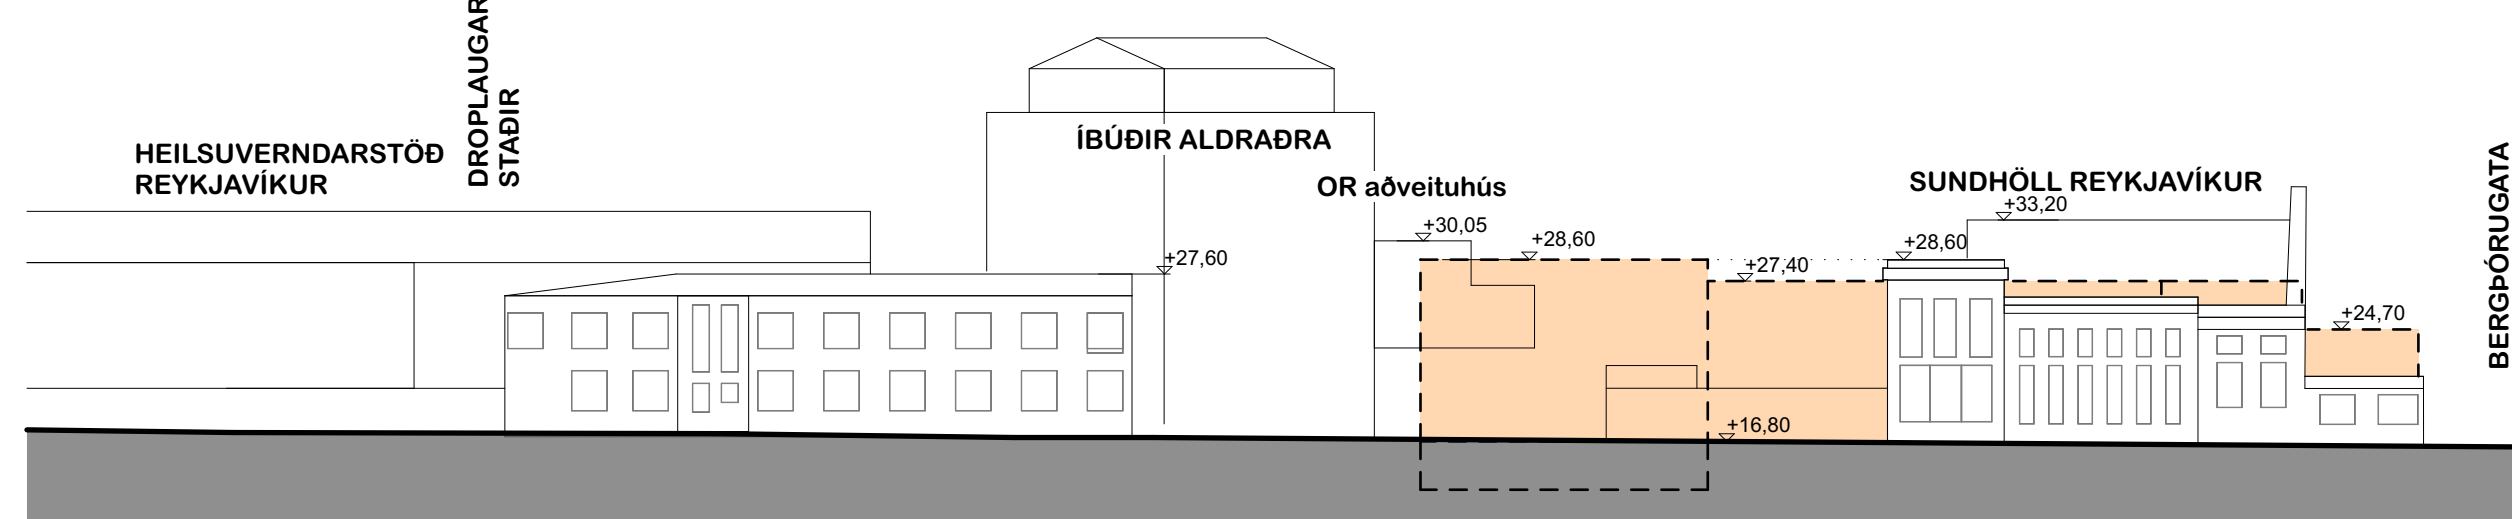 HEILSUVERNDARSTÖÐ
REYKJAVÍKUR
DROPLAUGAR
STAÐIR
ÍBÚÐIR ALDRAÐRA
+27,60
OR aðveituhús
+30,05
+28,60
+27,40
+16,80
+28,60
SUNDHÖLL REYKJAVÍKUR
+33,20
+24,70
BERGÞÓRUGATA